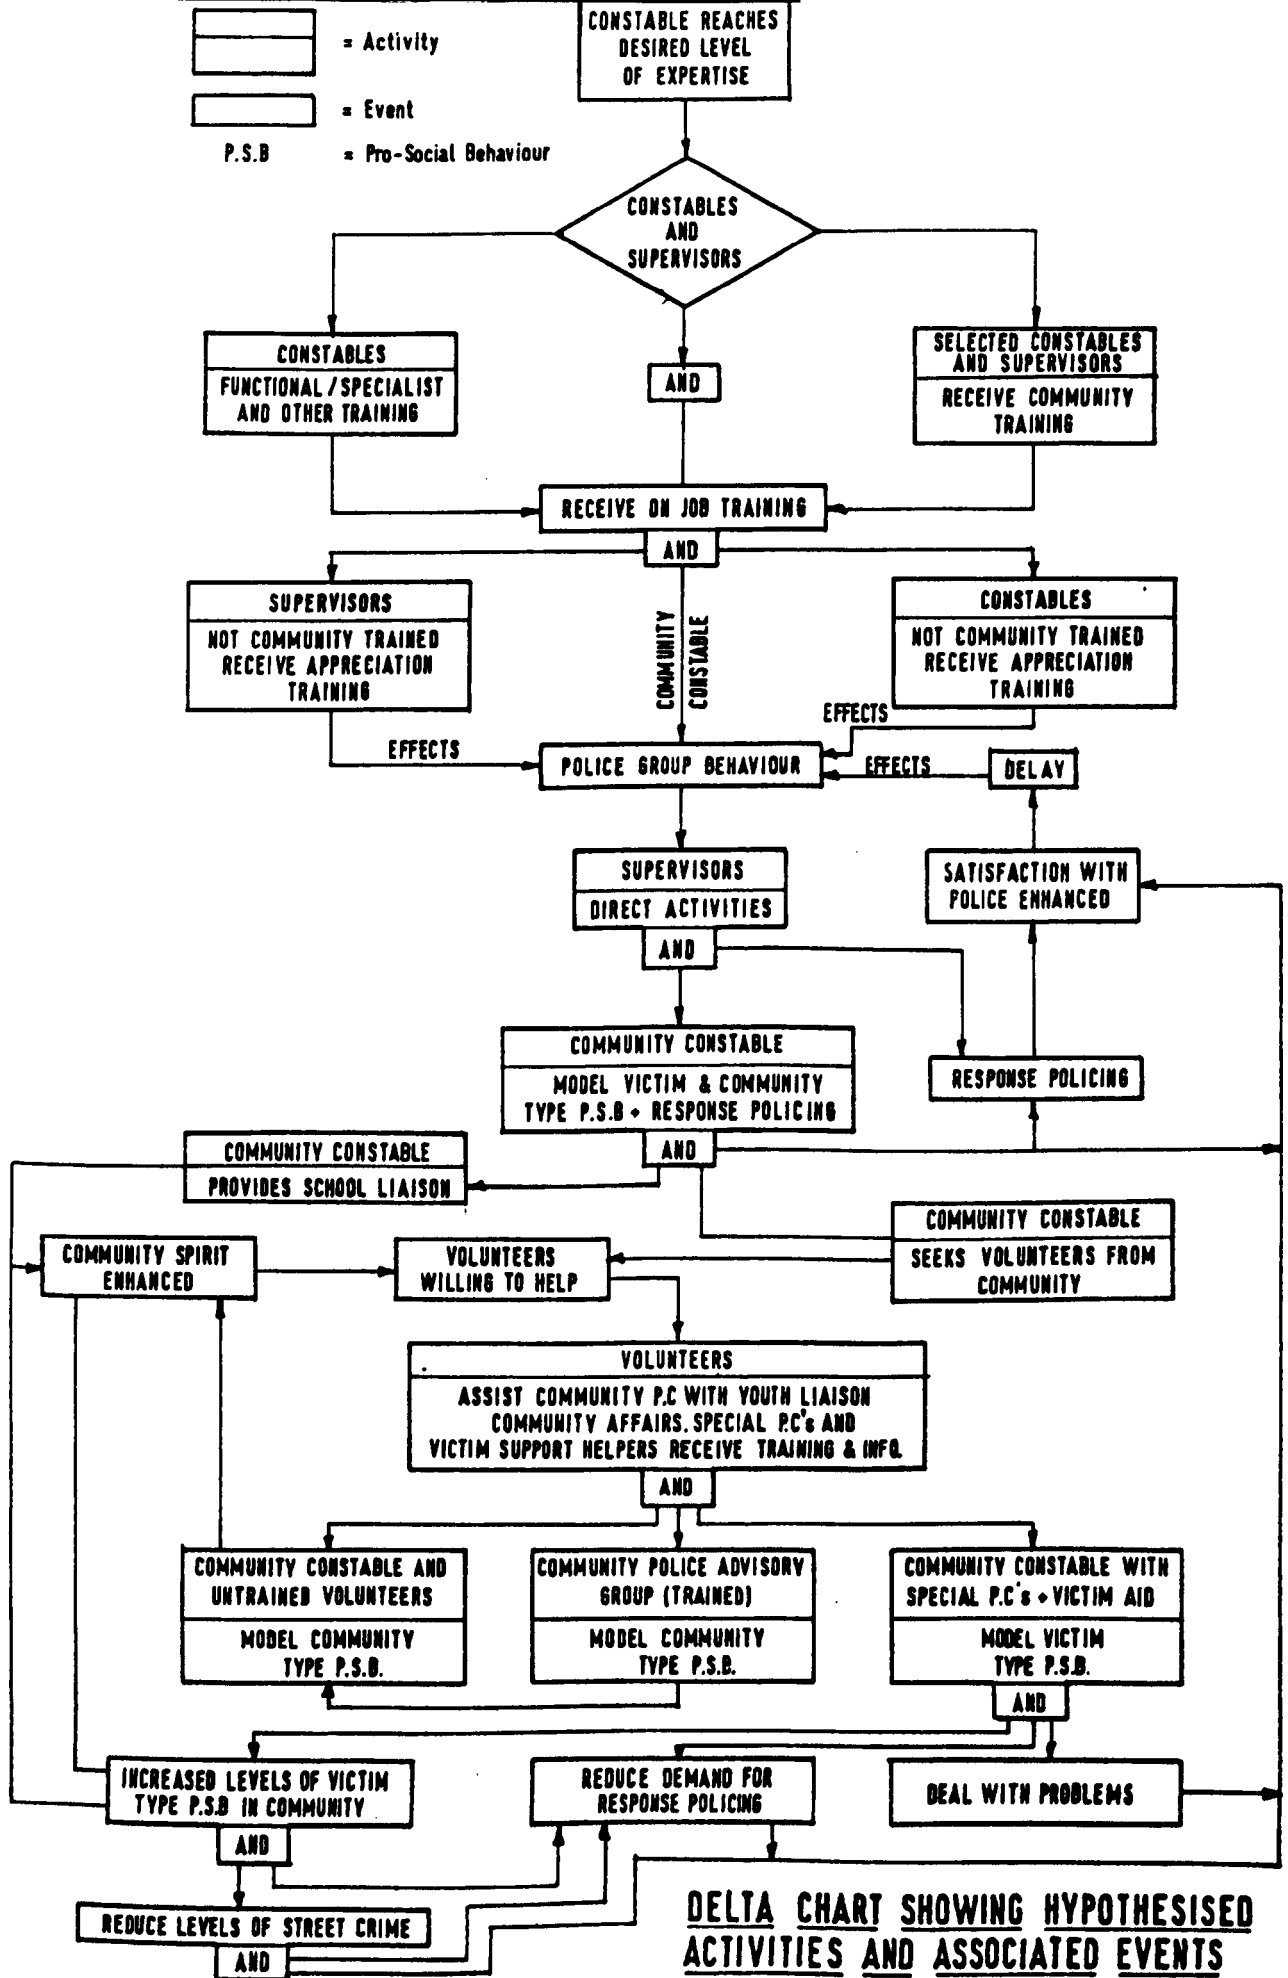 = Activity
= Event
P.S.B = Pro-Social Behaviour
CONSTABLE REACHES
DESIRED LEVEL
OF EXPERTISE
CONSTABLES
AND
SUPERVISORS
CONSTABLES
FUNCTIONAL/SPECIALIST
AND OTHER TRAINING
AND
SELECTED CONSTABLES
AND SUPERVISORS
RECEIVE COMMUNITY
TRAINING
RECEIVE ON JOB TRAINING
AND
SUPERVISORS
NOT COMMUNITY TRAINED
RECEIVE APPRECIATION
TRAINING
COMMUNITY
CONSTABLE
CONSTABLES
NOT COMMUNITY TRAINED
RECEIVE APPRECIATION
TRAINING
EFFECTS
EFFECTS
POLICE GROUP BEHAVIOUR
EFFECTS
DELAY
SUPERVISORS
DIRECT ACTIVITIES
AND
SATISFACTION WITH
POLICE ENHANCED
COMMUNITY CONSTABLE
MODEL VICTIM & COMMUNITY
TYPE P.S.B + RESPONSE POLICING
AND
RESPONSE POLICING
COMMUNITY CONSTABLE
PROVIDES SCHOOL LIAISON
COMMUNITY CONSTABLE
SEEKS VOLUNTEERS FROM
COMMUNITY
COMMUNITY SPIRIT
ENHANCED
VOLUNTEERS
WILLING TO HELP
VOLUNTEERS
ASSIST COMMUNITY P.C WITH YOUTH LIAISON
COMMUNITY AFFAIRS. SPECIAL P.C's AND
VICTIM SUPPORT HELPERS RECEIVE TRAINING & INFO.
AND
COMMUNITY CONSTABLE AND
UNTRAINED VOLUNTEERS
MODEL COMMUNITY
TYPE P.S.B.
COMMUNITY POLICE ADVISORY
GROUP (TRAINED)
MODEL COMMUNITY
TYPE P.S.B.
COMMUNITY CONSTABLE WITH
SPECIAL P.C's + VICTIM AID
MODEL VICTIM
TYPE P.S.B.
AND
INCREASED LEVELS OF VICTIM
TYPE P.S.B IN COMMUNITY
AND
REDUCE DEMAND FOR
RESPONSE POLICING
DEAL WITH PROBLEMS
REDUCE LEVELS OF STREET CRIME
AND
DELTA CHART SHOWING HYPOTHESISED
ACTIVITIES AND ASSOCIATED EVENTS